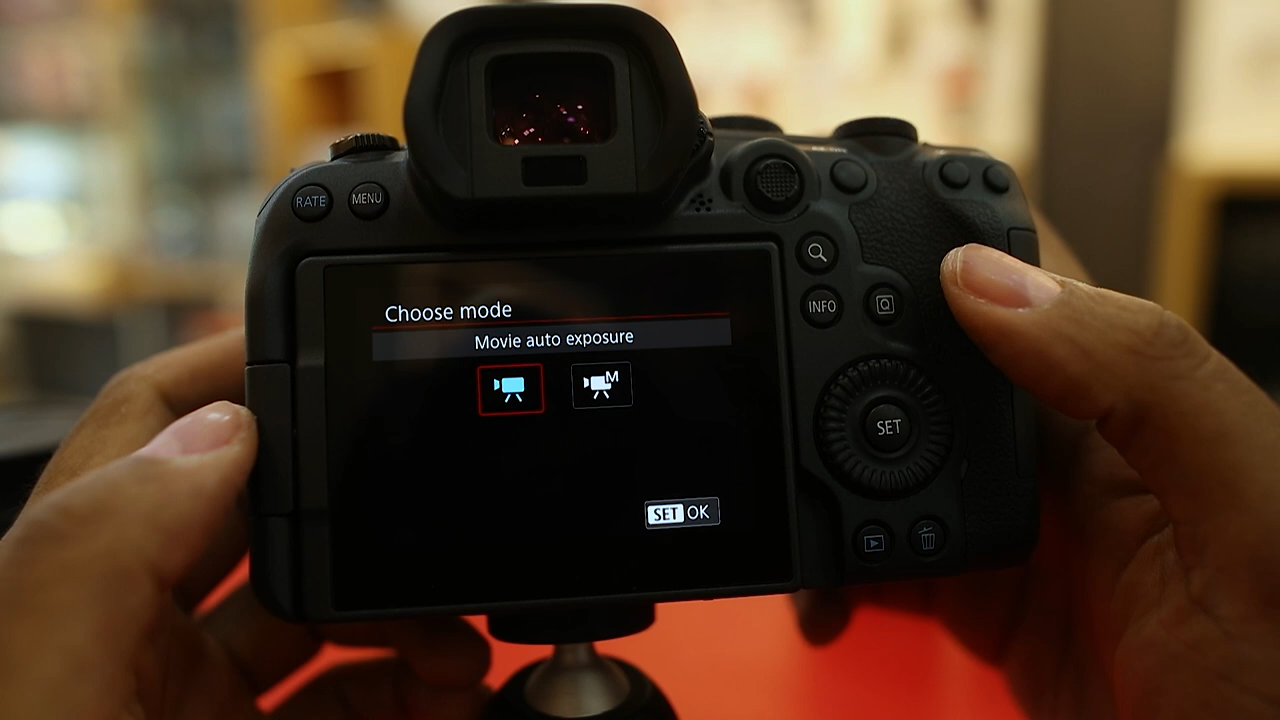 RATE MENU
Choose mode
Movie auto exposure
M
SET OK
INFO
Q
SET